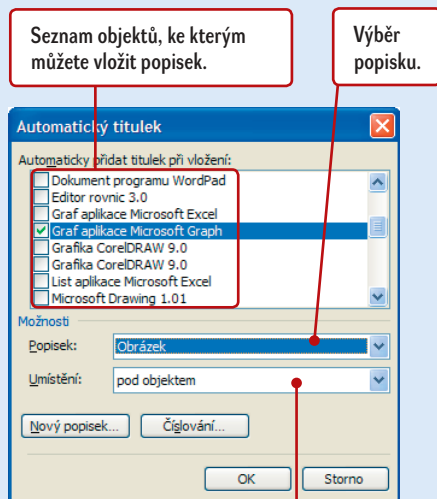 Seznam objektů, ke kterým
můžete vložit popisek.
Výběr
popisku.
Automatický titulek
Automaticky přidat titulek při vložení:
Dokument programu WordPad
Editor rovnic 3.0
Graf aplikace Microsoft Excel
Graf aplikace Microsoft Graph
Grafika CorelDRAW 9.0
Grafika CorelDRAW 9.0
List aplikace Microsoft Excel
Microsoft Drawing 1.01
Možnosti
Popisek: Obrázek
Umístění: pod objektem
Nový popisek... Číslování...
OK Storno